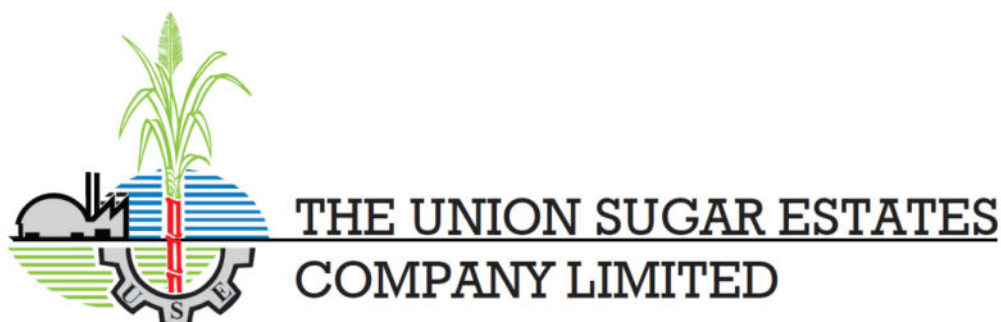 THE UNION SUGAR ESTATES
COMPANY LIMITED
U S E